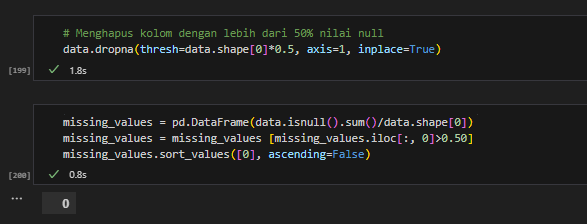 # Menghapus kolom dengan lebih dari 50% nilai null
data.dropna(thresh=data.shape[0]*0.5, axis=1, inplace=True)
[199]
1.8s
missing_values = pd.DataFrame(data.isnull().sum()/data.shape[0])
missing_values = missing_values [missing_values.iloc[:, 0]>0.50]
missing_values.sort_values([0], ascending=False)
[200]
0.8s
...
0